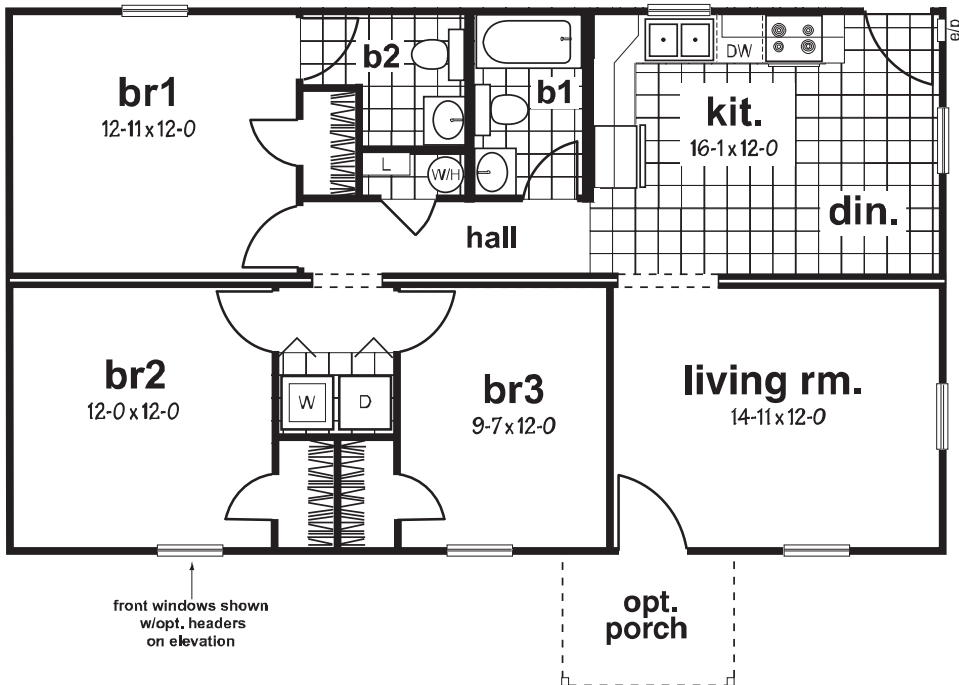 br1
12-11 x 12-0
b2
b1
DW
kit.
16-1 x 12-0
e/p
L
W/H
din.
hall
br2
12-0 x 12-0
W
D
br3
9-7 x 12-0
living rm.
14-11 x 12-0
front windows shown
w/opt. headers
on elevation
opt.
porch